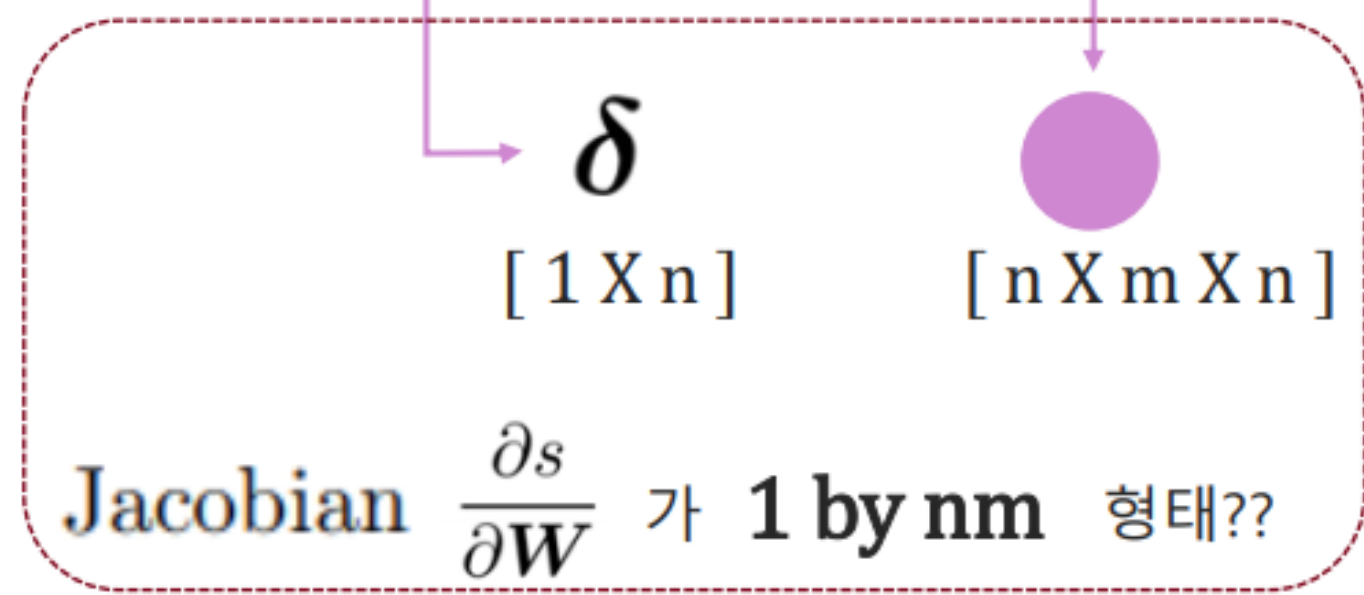 δ
[ 1 X n ] [ n X m X n ]
Jacobian ∂s/∂W 가 1 by nm 형태??